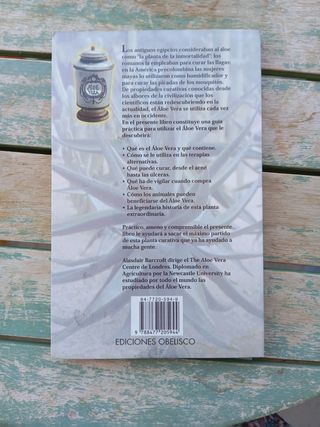 Los antiguos egipcios consideraban al áloe
como "la planta de la inmortalidad"; los
romanos la empleaban para curar las llagas;
en la América precolombina las mujeres
mayas lo utilizaron como humidificador y
para curar las picadas de los mosquitos.
De propiedades curativas conocidas desde
los albores de la civilización que los
científicos están redescubriendo en la
actualidad, el Áloe Vera se utiliza cada vez
más en occidente.
En el presente libro constituye una guía
práctica para utilizar el Áloe Vera que le
descubrirá:
• Qué es el Áloe Vera y qué contiene.
• Cómo se le utiliza en las terapias
alternativas.
• Qué puede curar, desde el acné
hasta las úlceras.
• Qué ha de vigilar cuando compra
Áloe Vera.
• Cómo los animales pueden
beneficiarse del Áloe Vera.
• La legendaria historia de esta planta
extraordinaria.
Práctico, ameno y comprensible el presente
libro le ayudará a sacar el máximo partido
de esta planta curativa que ya ha ayudado a
mucha gente.
Alasdair Barcroft dirige el The Aloe Vera
Centre de Londres. Diplomado en
Agricultura por la Newcastle University ha
estudiado por todo el mundo las
propiedades del Áloe Vera.
84-7720-594-8
9 788477 205944
EDICIONES OBELISCO